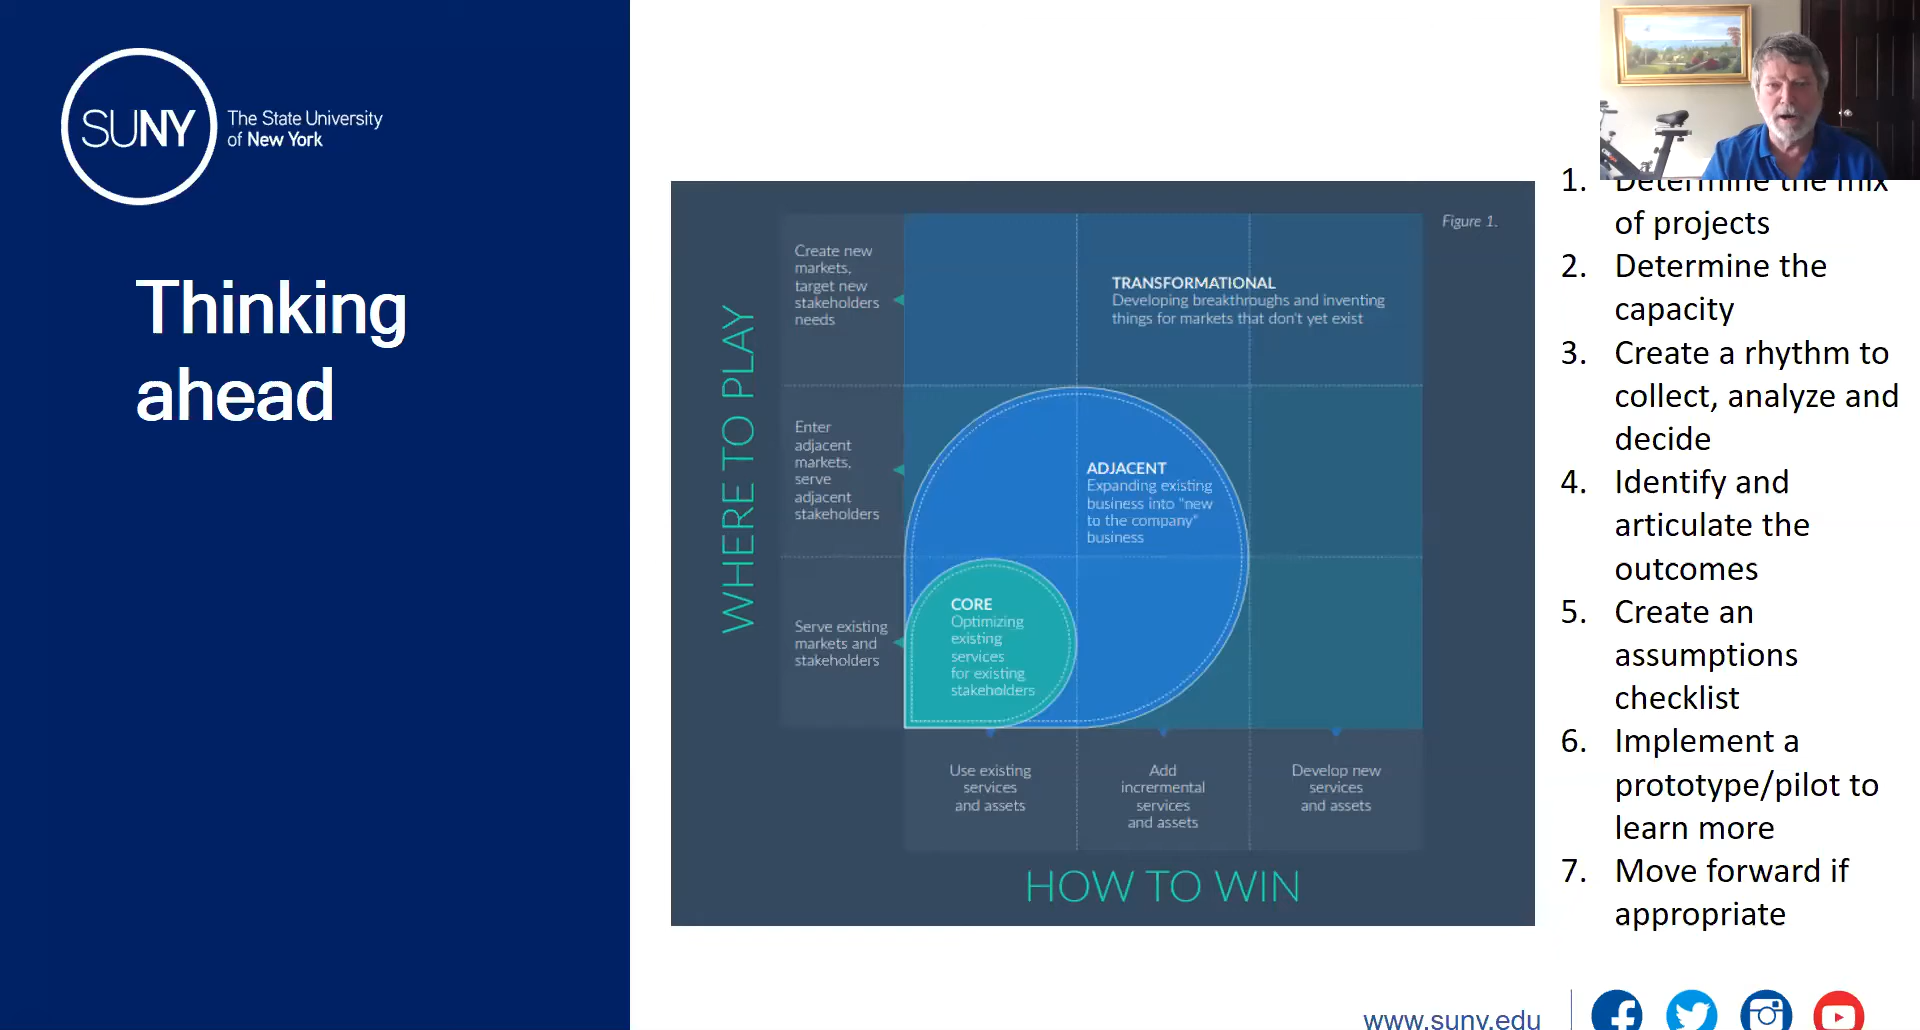 SUNY
The State University
of New York
Thinking
ahead
WHERE TO PLAY
Create new
markets,
target new
stakeholders
needs
Enter
adjacent
markets,
serve
adjacent
stakeholders
Serve existing
markets and
stakeholders
Figure 1.
TRANSFORMATIONAL
Developing breakthroughs and inventing
things for markets that don't yet exist
ADJACENT
Expanding existing
business into "new
to the company"
business
CORE
Optimizing
existing
services
for existing
stakeholders
Use existing
services
and assets
Add
incrermental
services
and assets
Develop new
services
and assets
HOW TO WIN
1. Determine the mix
of projects
2. Determine the
capacity
3. Create a rhythm to
collect, analyze and
decide
4. Identify and
articulate the
outcomes
5. Create an
assumptions
checklist
6. Implement a
prototype/pilot to
learn more
7. Move forward if
appropriate
www.suny.edu